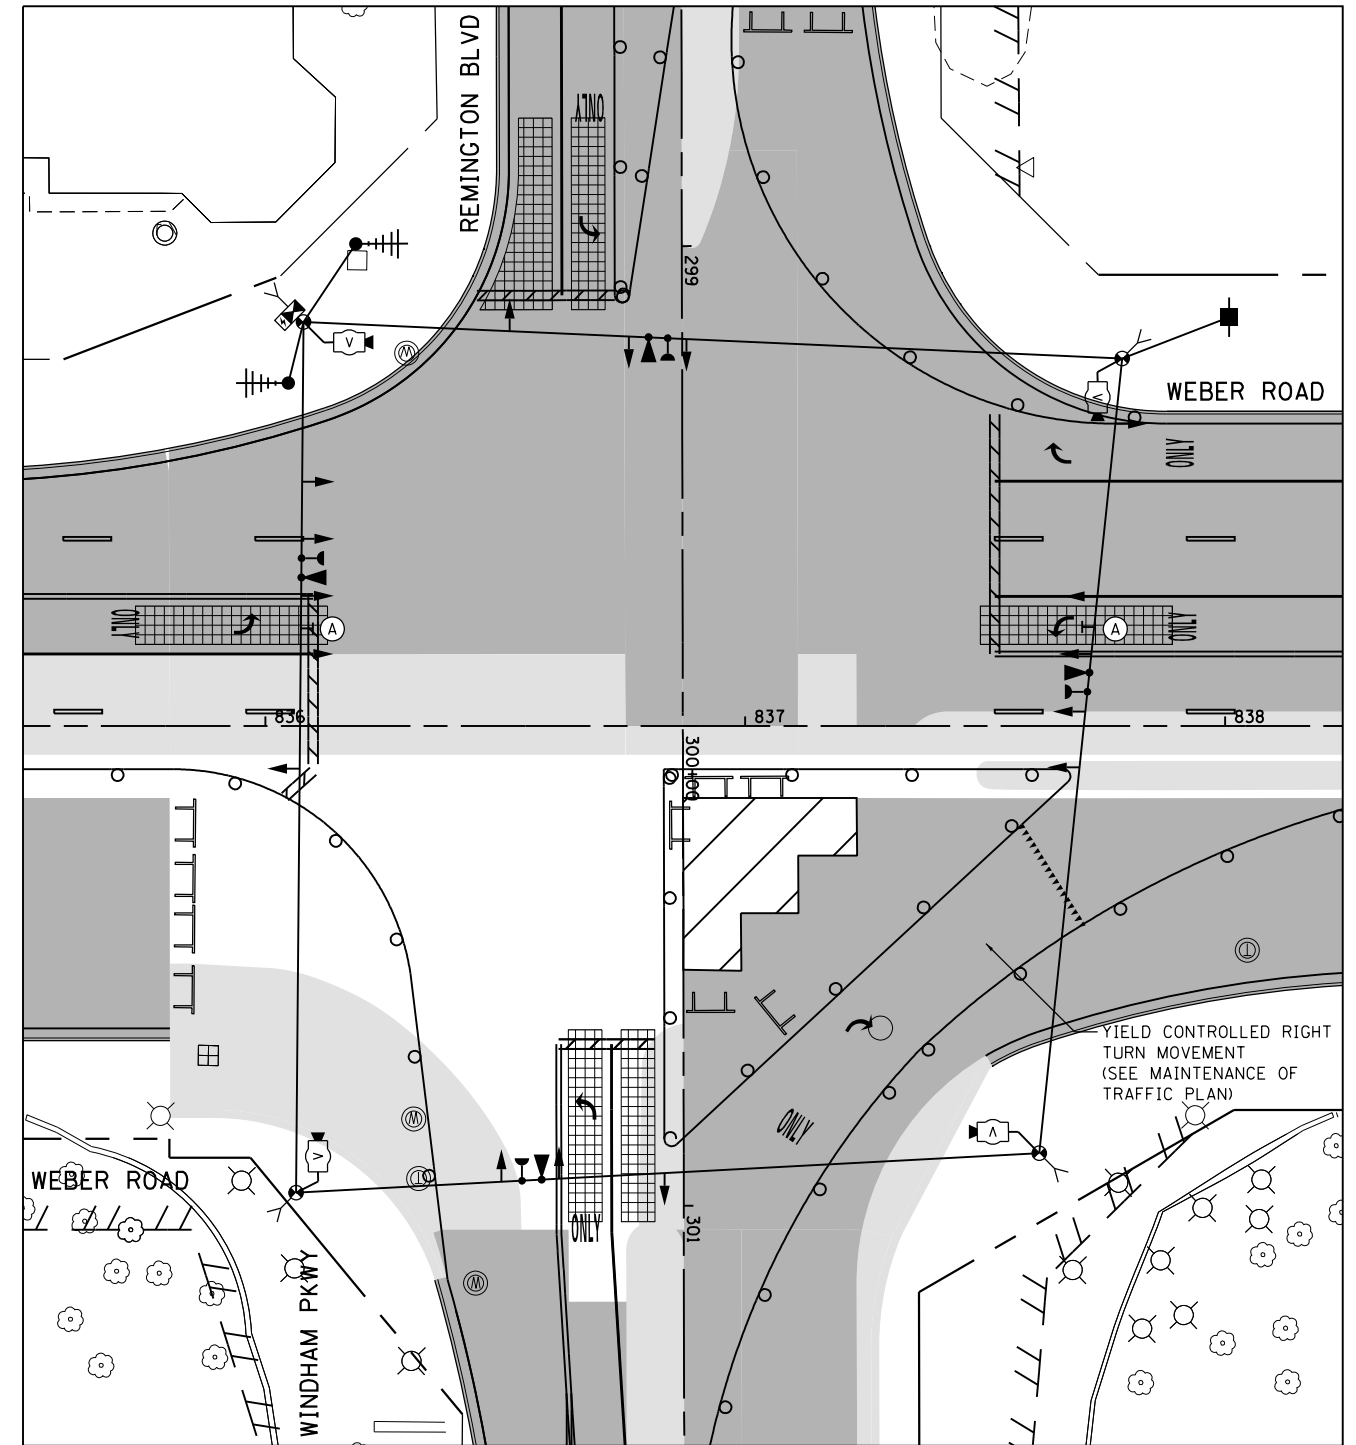 REMINGTON BLVD
ONLY
299
V
W
V
WEBER ROAD
ONLY
ONLY
A
A
ONLY
836
837
838
300+00
T
YIELD CONTROLLED RIGHT
TURN MOVEMENT
(SEE MAINTENANCE OF
TRAFFIC PLAN)
W
V
V
ONLY
T
WEBER ROAD
ONLY
301
W
WINDHAM PKWY